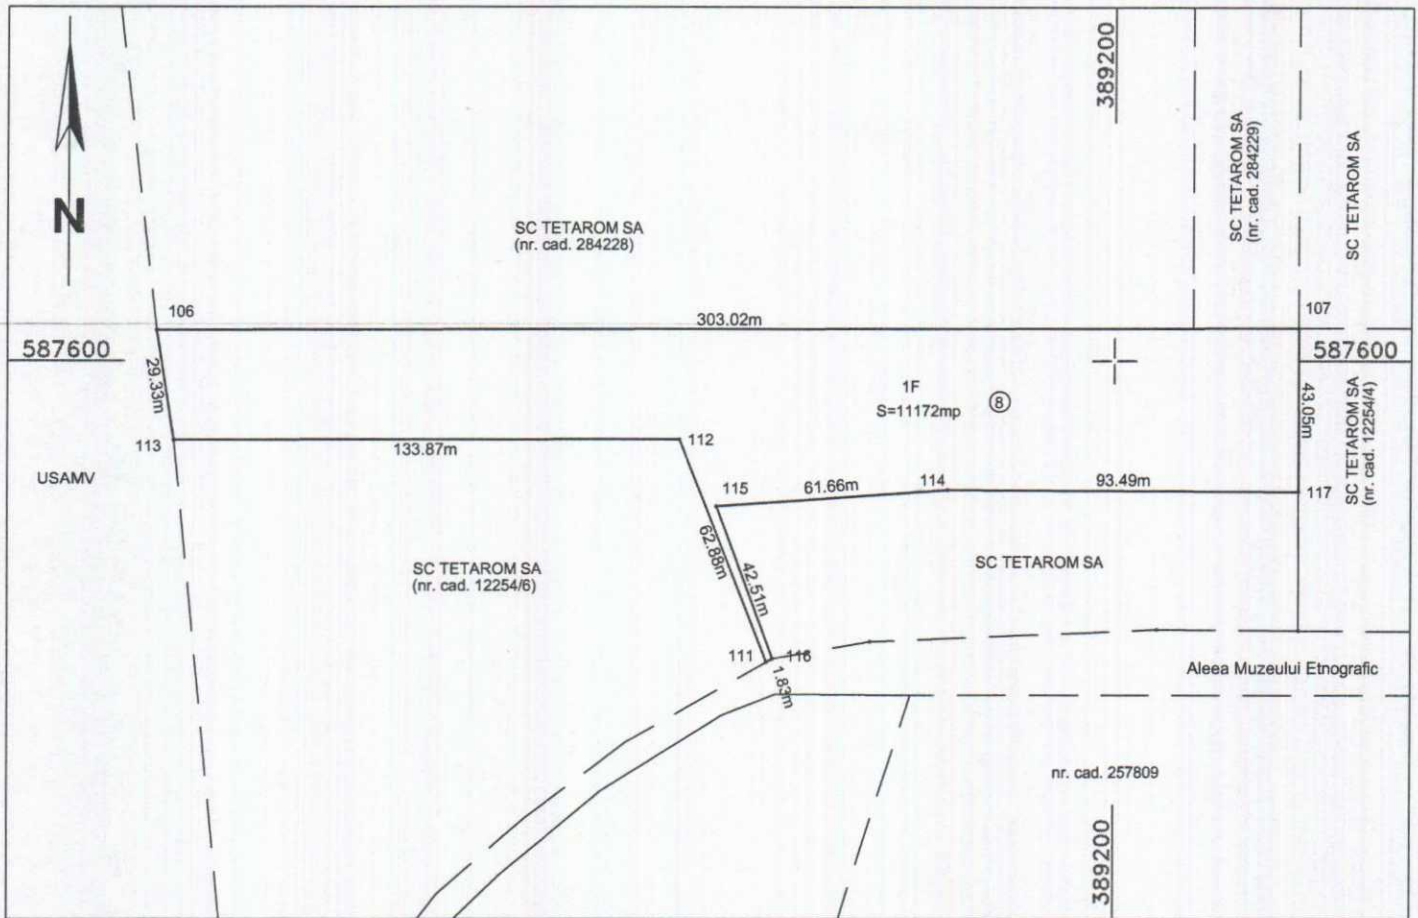 389200
SC TETAROM SA
(nr. cad. 284229)
SC TETAROM SA
N
SC TETAROM SA
(nr. cad. 284228)
106
303.02m
107
587600
587600
29.33m
1F
S=11172mp
8
43.05m
SC TETAROM SA
(nr. cad. 12254/4)
113
133.87m
112
USAMV
115
61.66m
114
93.49m
117
62.88m
42.51m
SC TETAROM SA
(nr. cad. 12254/6)
SC TETAROM SA
111
116
1.83m
Aleea Muzeului Etnografic
nr. cad. 257809
389200